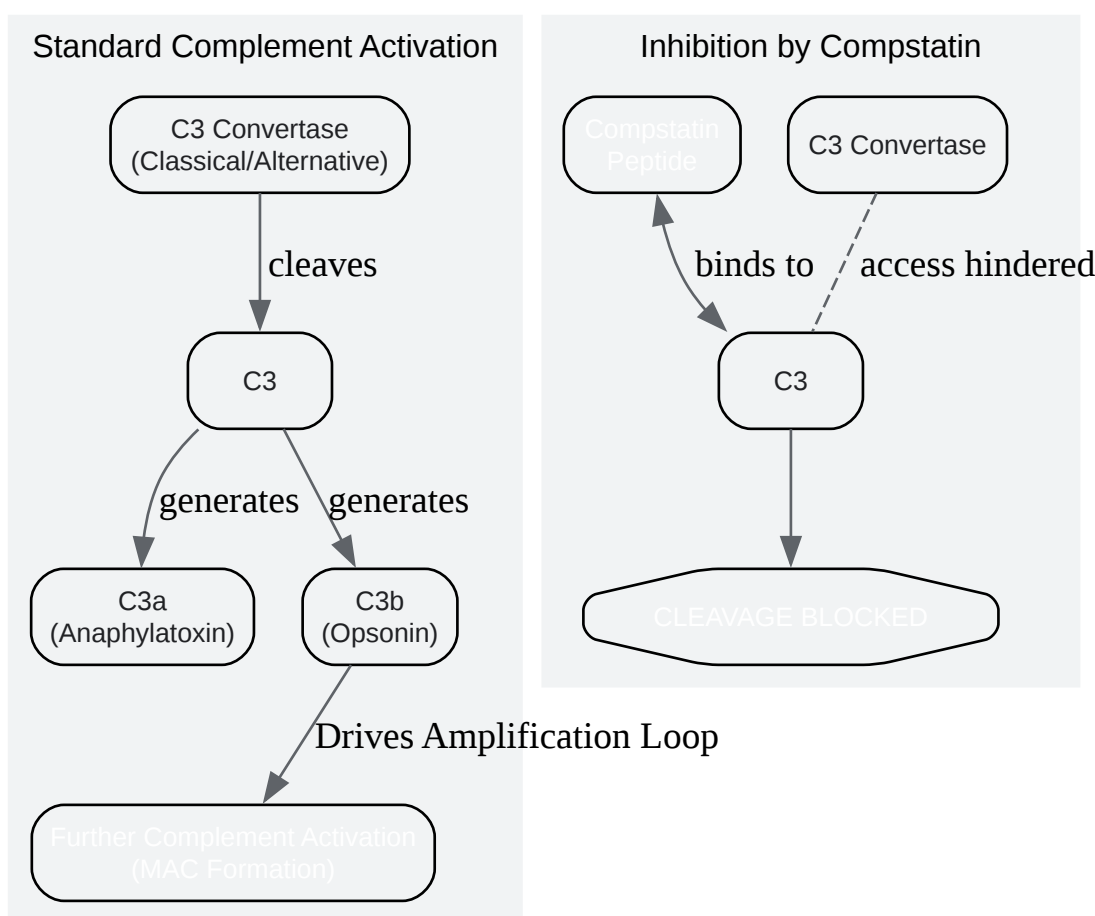 Standard Complement Activation
C3 Convertase
(Classical/Alternative)
cleaves
C3
generates
generates
C3a
(Anaphylatoxin)
C3b
(Opsonin)
Drives Amplification Loop
Further Complement Activation
(MAC Formation)
Inhibition by Compstatin
Compstatin
Peptide
C3 Convertase
binds to
access hindered
C3
CLEAVAGE BLOCKED